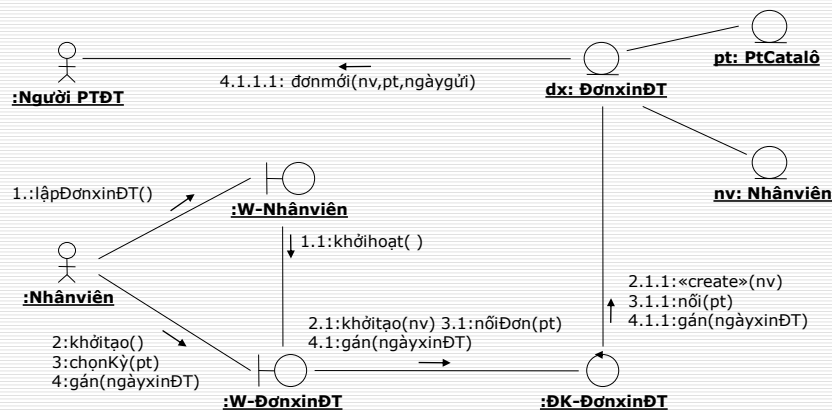 pt: PtCatalô
4.1.1.1: đơnmới(nv,pt,ngàygửi)
:Người PTĐT
dx: ĐơnxinĐT
1.:lậpĐơnxinĐT()
:W-Nhânviên
nv: Nhânviên
1.1:khởihoạt( )
:Nhânviên
2.1.1:«create»(nv)
3.1.1:nối(pt)
4.1.1:gán(ngàyxinĐT)
2:khởitạo()
3:chọnKỳ(pt)
4:gán(ngàyxinĐT)
2.1:khởitạo(nv) 3.1:nốiĐơn(pt)
4.1:gán(ngàyxinĐT)
:W-ĐơnxinĐT
:ĐK-ĐơnxinĐT